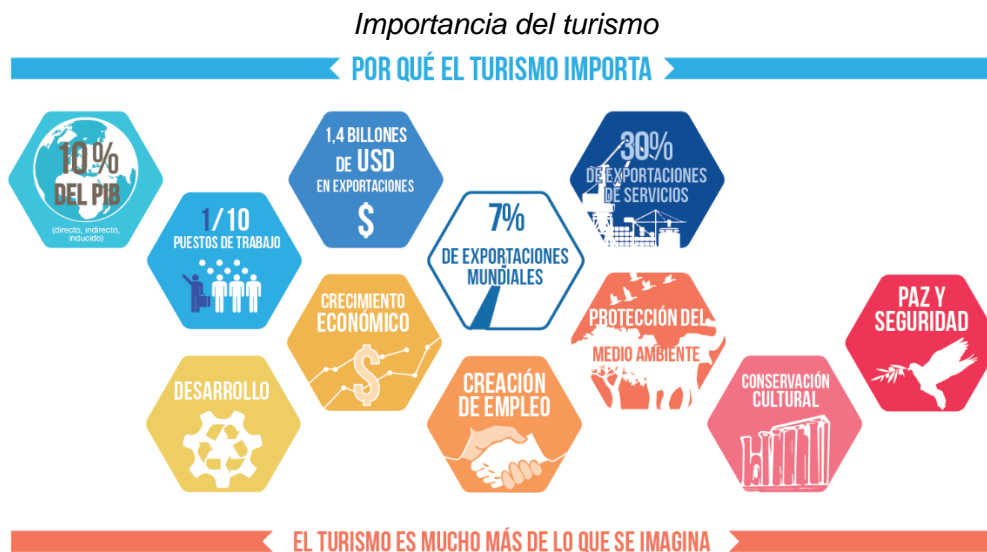 Importancia del turismo
POR QUÉ EL TURISMO IMPORTA
10%
DEL PIB
(directo, indirecto,
inducido)
1/10
PUESTOS DE TRABAJO
1,4 BILLONES
DE USD
EN EXPORTACIONES
$
7%
DE EXPORTACIONES
MUNDIALES
30%
DE EXPORTACIONES
DE SERVICIOS
DESARROLLO
CRECIMIENTO
ECONÓMICO
$
CREACIÓN
DE EMPLEO
PROTECCIÓN DEL
MEDIO AMBIENTE
CONSERVACIÓN
CULTURAL
PAZ Y
SEGURIDAD
EL TURISMO ES MUCHO MÁS DE LO QUE SE IMAGINA